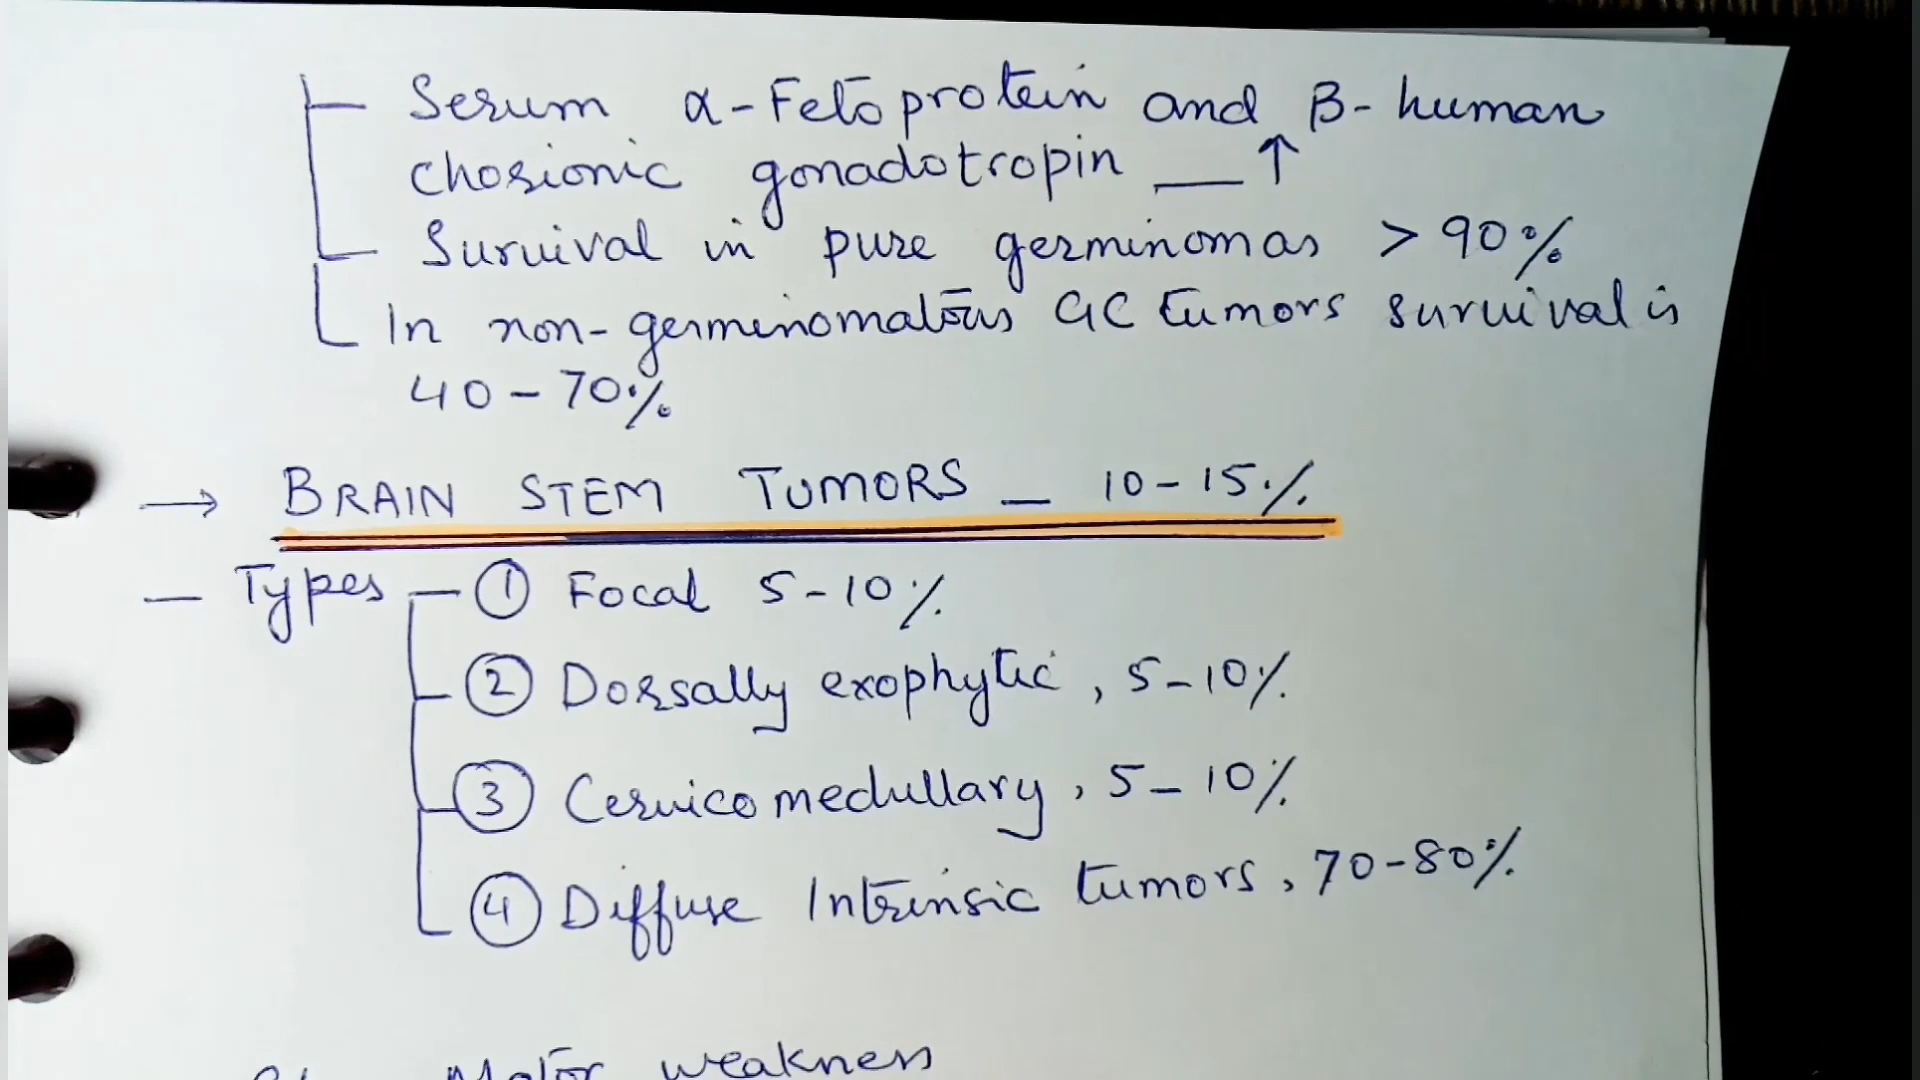 Serum α-Fetoprotein and β-human
chorionic gonadotropin — ↑
Survival in pure germinomas > 90%
In non-germinomatous GC tumors survival is
40-70%
→ BRAIN STEM TUMORS - 10-15%
- Types - ① Focal 5-10%
② Dorsally exophytic, 5-10%
③ Cervicomedullary, 5-10%
④ Diffuse Intrinsic tumors, 70-80%
Motor weakness